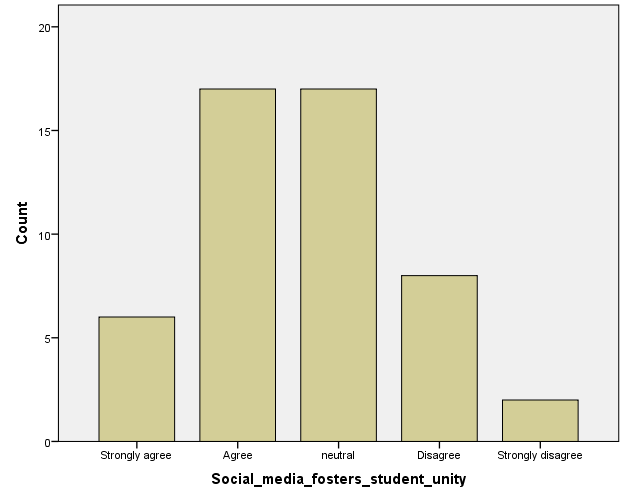 20
15
10
5
0
Count
Strongly agree
Agree
neutral
Disagree
Strongly disagree
Social_media_fosters_student_unity